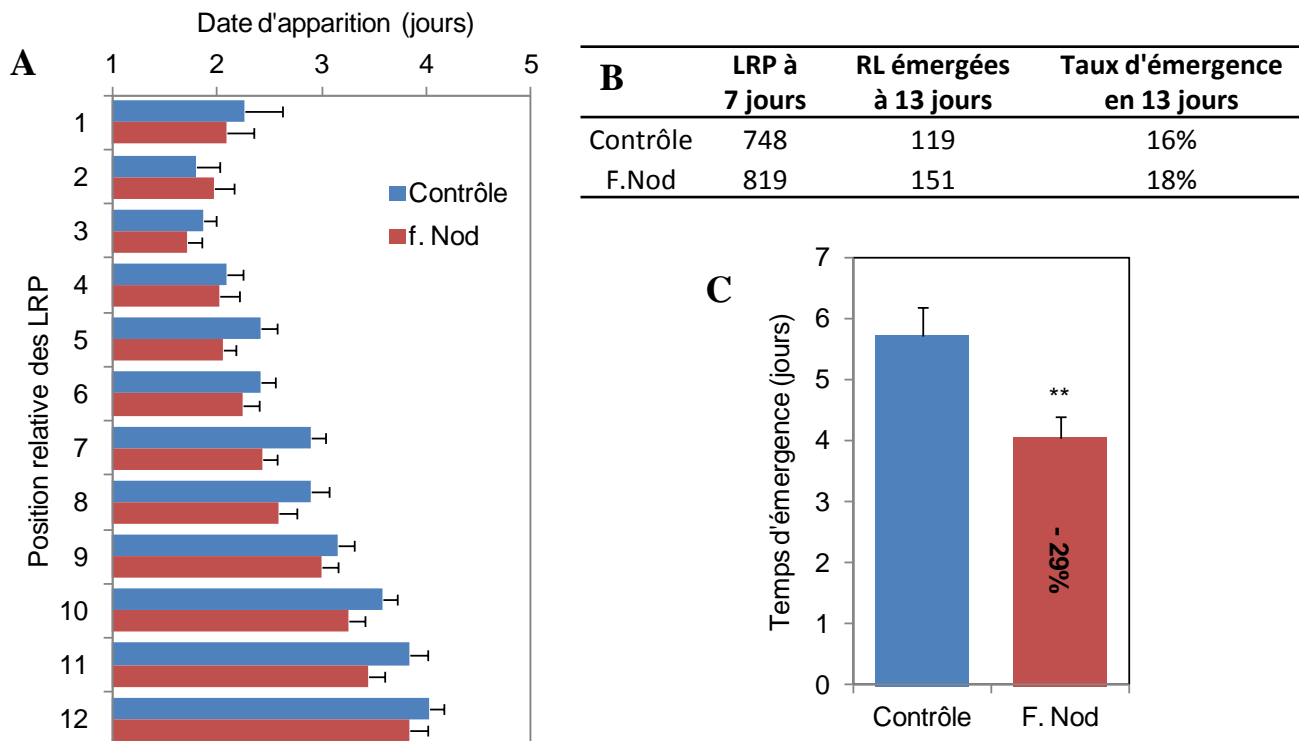 Date d'apparition (jours)
A
1 2 3 4 5
Position relative des LRP
1
2
3
4
5
6
7
8
9
10
11
12
Contrôle
f. Nod
B
LRP à RL émergées Taux d'émergence
7 jours à 13 jours en 13 jours
Contrôle 748 119 16%
F.Nod 819 151 18%
C
Temps d'émergence (jours)
7
6
5
4
3
2
1
0
**
- 29%
Contrôle F. Nod